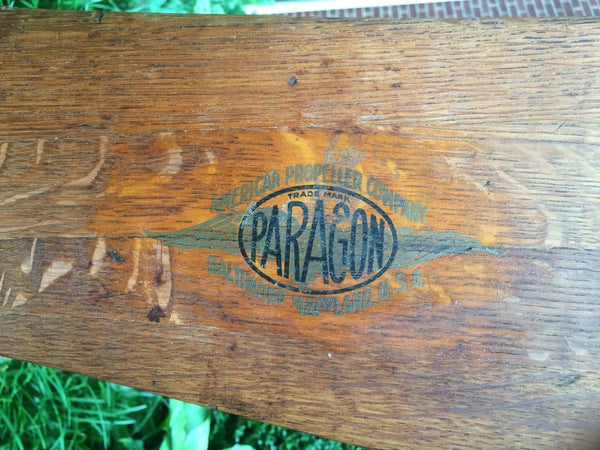 AMERICAN PROPELLER COMPANY
TRADE MARK
PARAGON
BALTIMORE, MARYLAND, U.S.A.